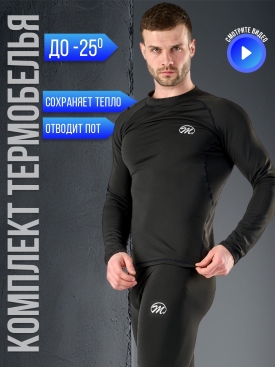 КОМПЛЕКТ ТЕРМОБЕЛЬЯ
ДО -25⁰
СОХРАНЯЕТ ТЕПЛО
ОТВОДИТ ПОТ
СМОТРИТЕ ВИДЕО